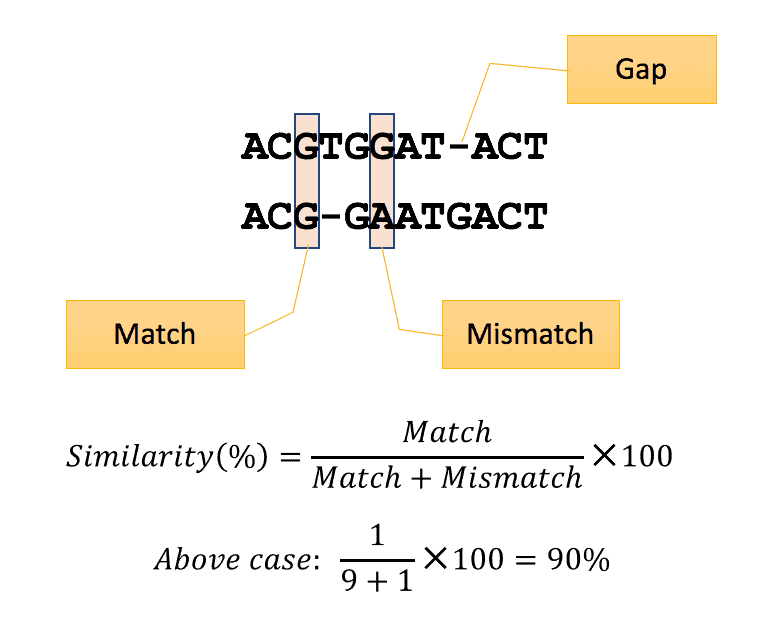 Gap
ACGTGGAT-ACT
ACG-GAATGACT
Match
Mismatch
Similarity(%) = Match / Match + Mismatch ×100
Above case: 1 / 9 + 1 ×100 = 90%